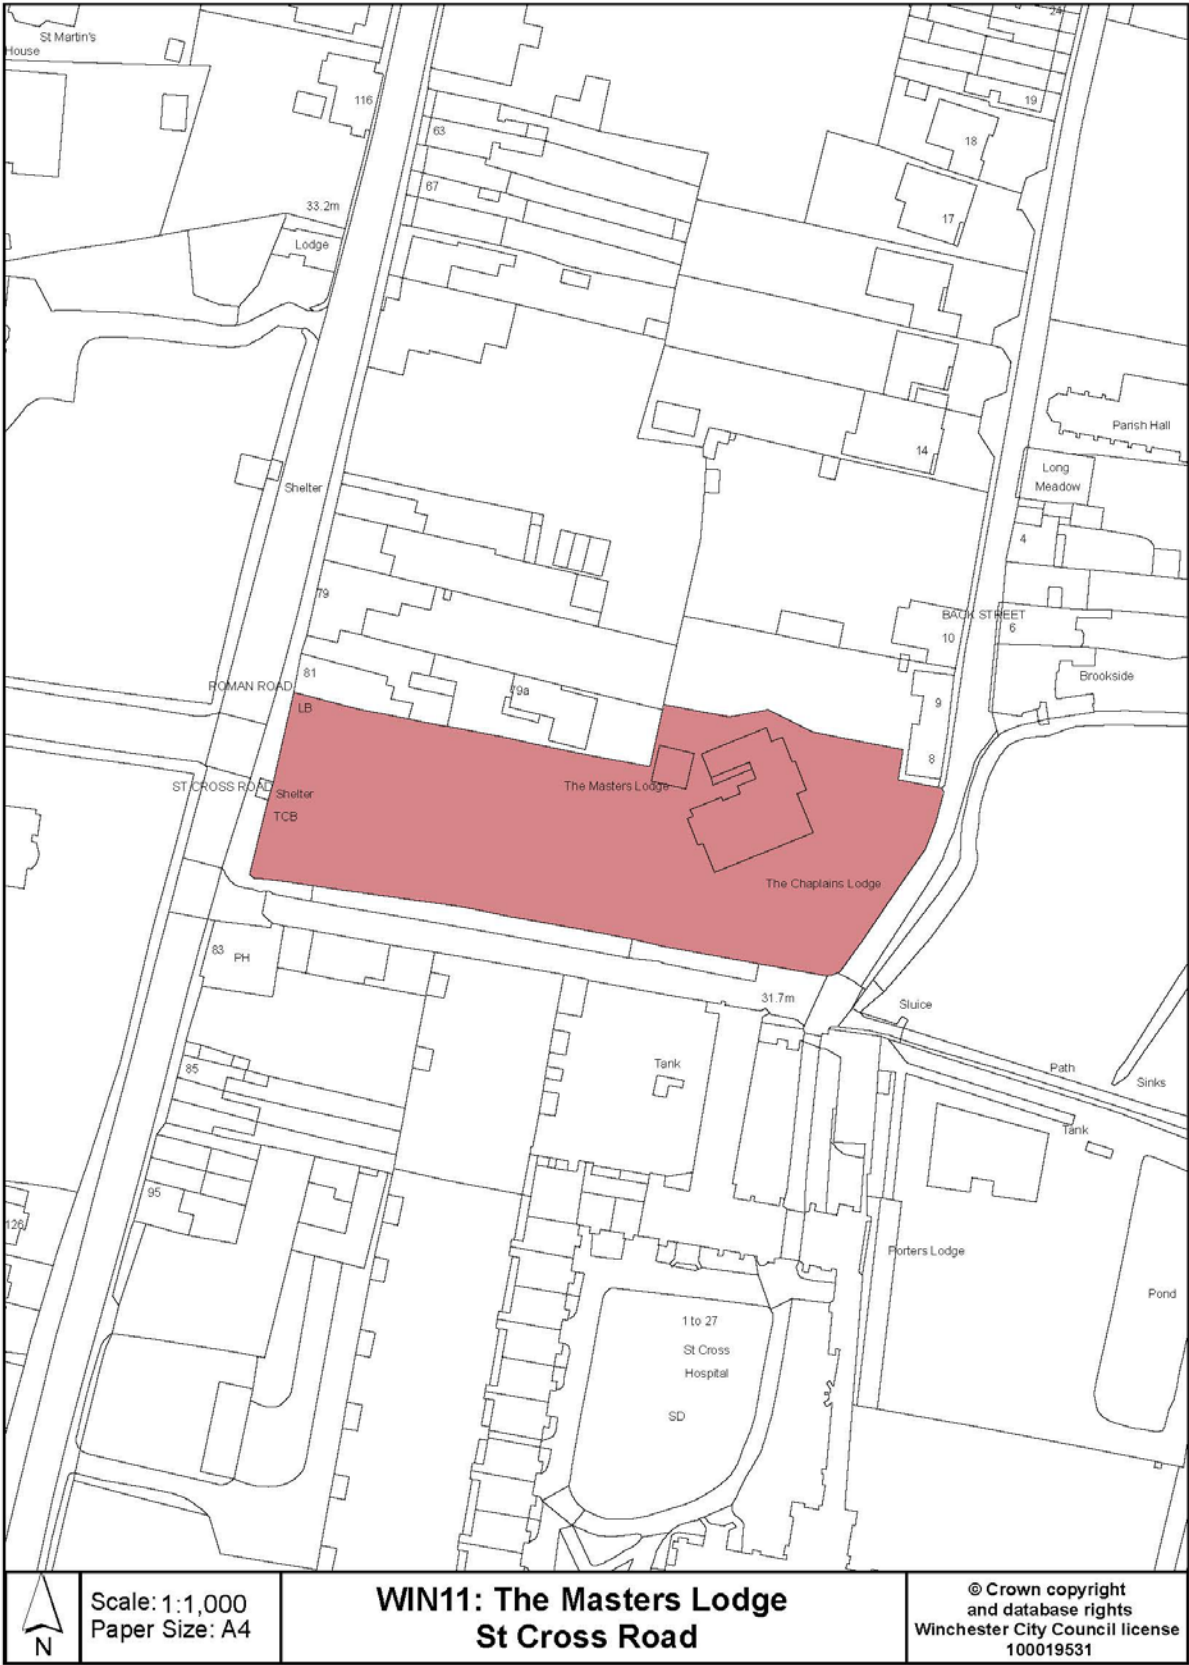 24
St Martin's
House
116
19
63
18
67
33.2m
17
Lodge
Parish Hall
14
Long
Meadow
Shelter
4
79
BACK STREET
6
10
81
Brookside
ROMAN ROAD
79a
LB
9
8
ST CROSS ROAD
The Masters Lodge
Shelter
TCB
The Chaplains Lodge
83
PH
31.7m
Sluice
Tank
Path
85
Sinks
Tank
95
126
Porters Lodge
Pond
1 to 27
St Cross
Hospital
SD
N
Scale: 1:1,000
Paper Size: A4
WIN11: The Masters Lodge
St Cross Road
© Crown copyright
and database rights
Winchester City Council license
100019531